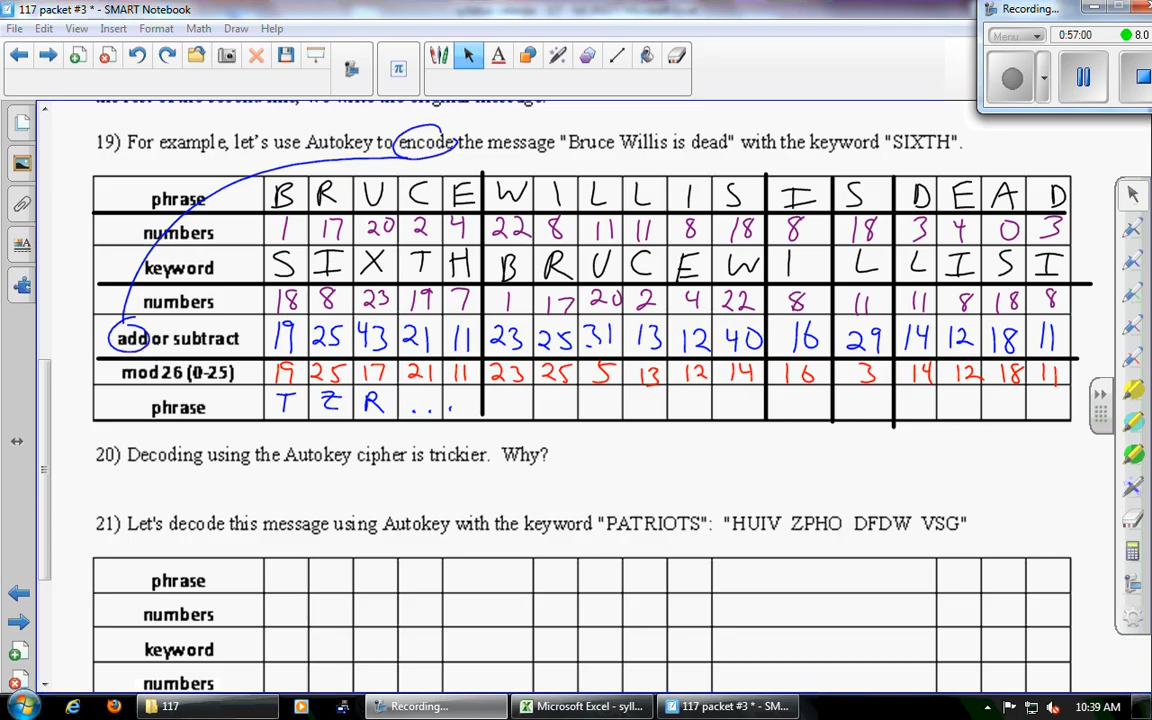 117 packet #3 * - SMART Notebook
Recording...
File Edit View Insert Format Math Draw Help
Menu
0:57:00
8.0
19) For example, let's use Autokey to encode the message "Bruce Willis is dead" with the keyword "SIXTH".
phrase B R U C E W I L L I S I S D E A D
numbers 1 17 20 2 4 22 8 11 11 8 18 8 18 3 4 0 3
keyword S I X T H B R U C E W I L L I S I
numbers 18 8 23 19 7 1 17 20 2 4 22 8 11 11 8 18 8
add or subtract 19 25 43 21 11 23 25 31 13 12 40 16 29 14 12 18 11
mod 26 (0-25) 19 25 17 21 11 23 25 5 13 12 14 16 3 14 12 18 11
phrase T Z R ...
20) Decoding using the Autokey cipher is trickier. Why?
21) Let's decode this message using Autokey with the keyword "PATRIOTS": "HUIV ZPHO DFDW VSG"
phrase
numbers
keyword
numbers
117
Recording...
Microsoft Excel - syll...
117 packet #3 * - SM...
10:39 AM